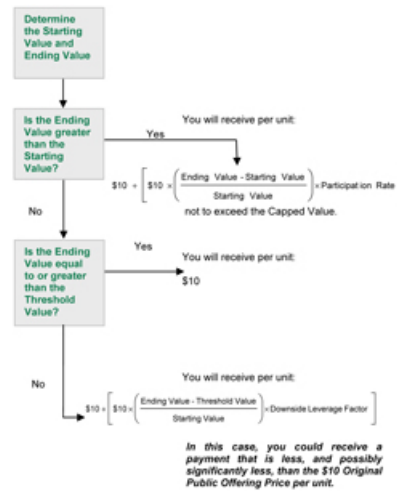 Determine
the Starting
Value and
Ending Value
Is the Ending
Value greater
than the
Starting
Value?
You will receive per unit:
Yes
$10 + [ $10 × ( Ending Value - Starting Value
Starting Value ) × Participation Rate
not to exceed the Capped Value.
No
Is the Ending
Value equal
to or greater
than the
Threshold
Value?
Yes
You will receive per unit:
$10
No
You will receive per unit:
$10 + [ $10 × ( Ending Value - Threshold Value
Starting Value ) × Downside Leverage Factor ]
In this case, you could receive a
payment that is less, and possibly
significantly less, than the $10 Original
Public Offering Price per unit.